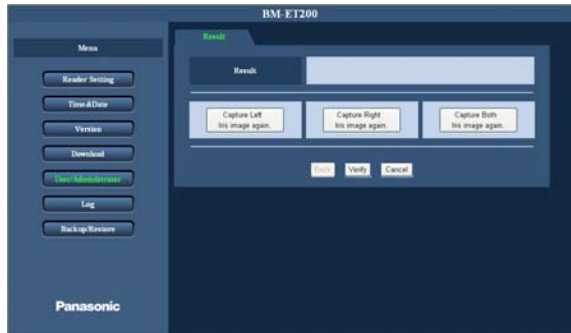 BM-ET200
Menu
Reader Setting
Time&Date
Version
Download
User/Administrator
Log
Backup/Restore
Panasonic
Result
Result
Capture Left
Iris image again.
Capture Right
Iris image again.
Capture Both
Iris image again.
Back
Verify
Cancel